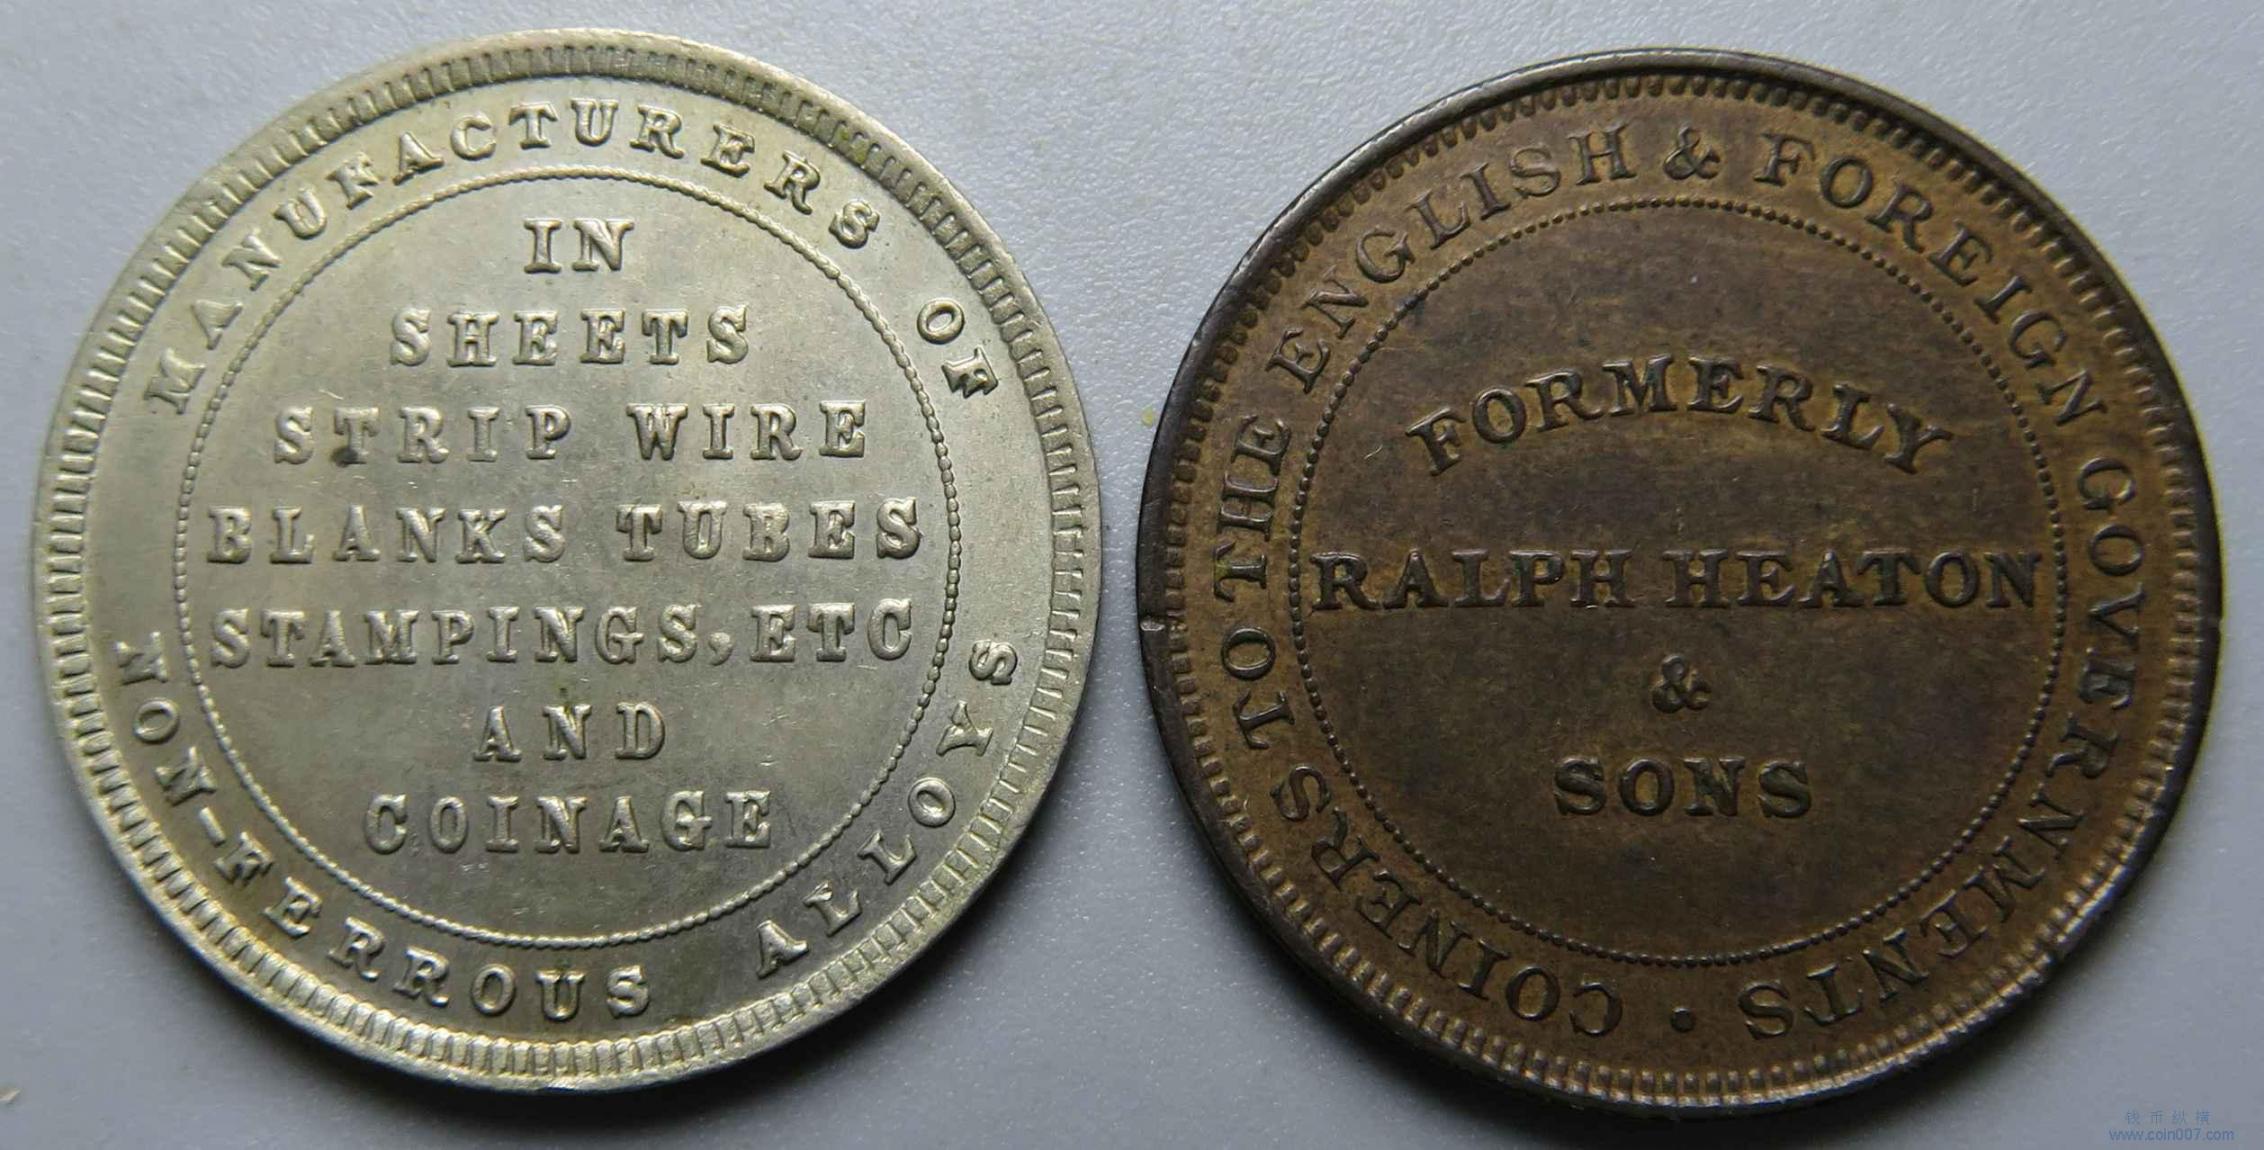 MANUFACTURERS OF
NON-FERROUS ALLOYS
IN
SHEETS
STRIP WIRE
BLANKS TUBES
STAMPINGS, ETC
AND
COINAGE
COINERS TO THE ENGLISH & FOREIGN GOVERNMENTS •
FORMERLY
RALPH HEATON
&
SONS
钱币纵横
www.coin007.com